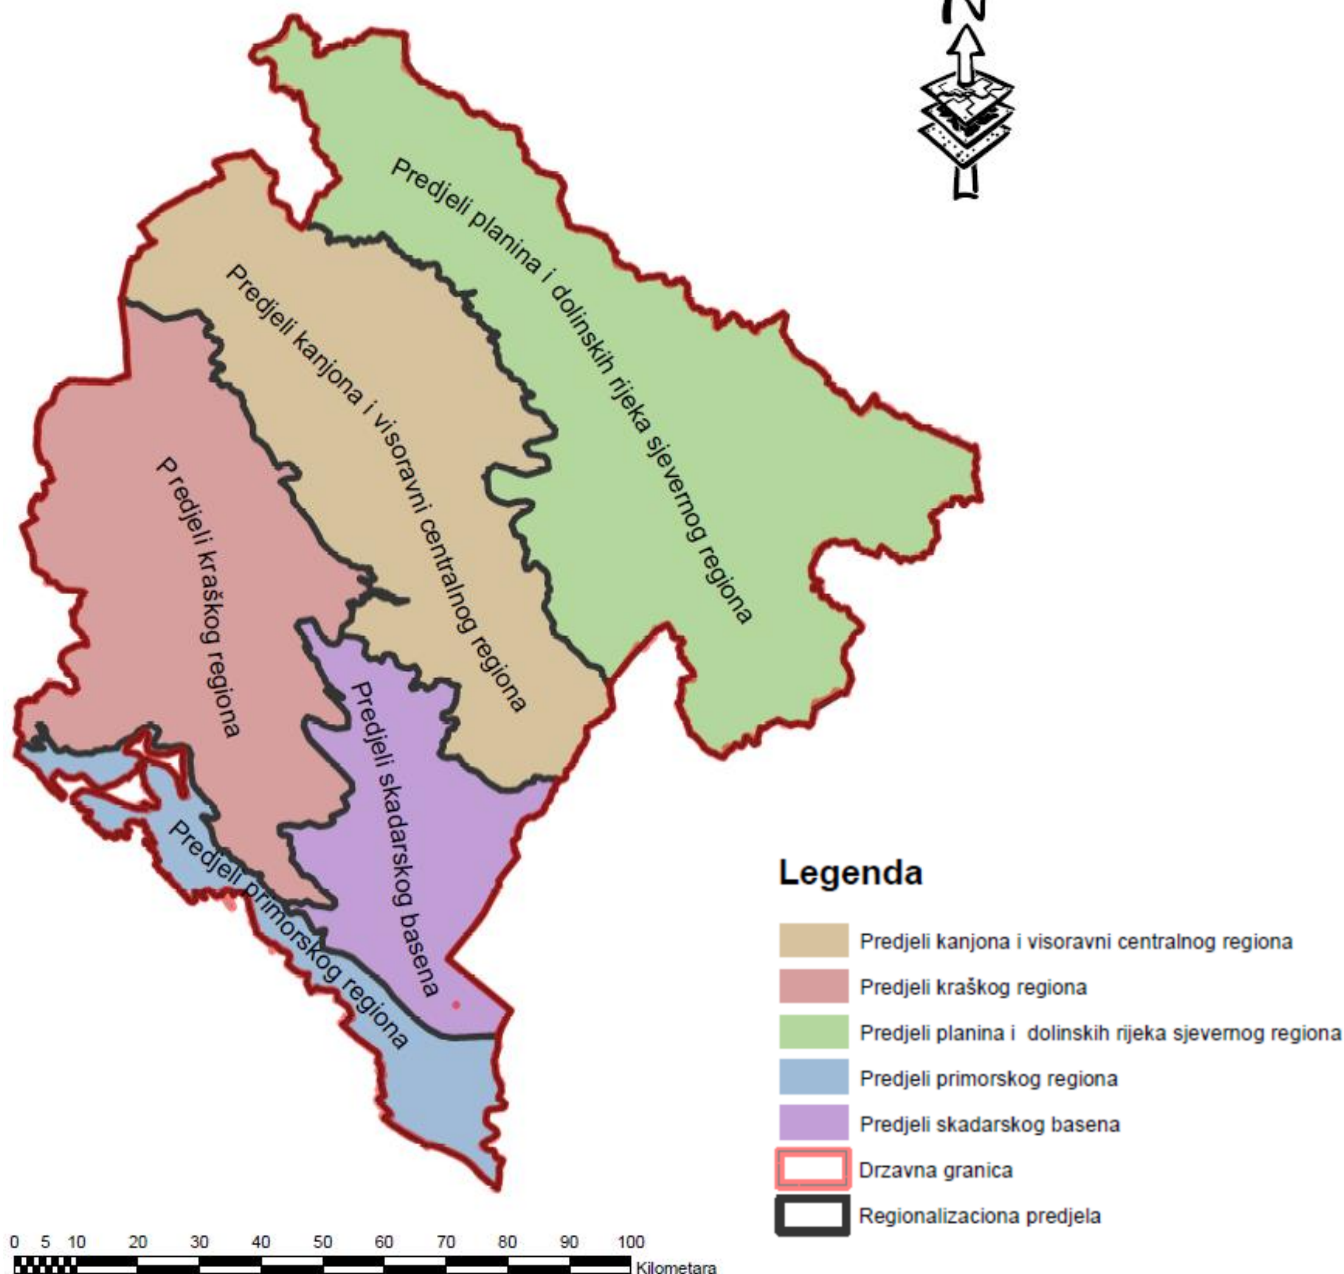 N
Predjeli planina i dolinskih rijeka sjevernog regiona
Predjeli kanjona i visoravni centralnog regiona
Predjeli kraškog regiona
Predjeli skadarskog basena
Predjeli primorskog regiona
Legenda
Predjeli kanjona i visoravni centralnog regiona
Predjeli kraškog regiona
Predjeli planina i dolinskih rijeka sjevernog regiona
Predjeli primorskog regiona
Predjeli skadarskog basena
Drzavna granica
Regionalizaciona predjela
0 5 10 20 30 40 50 60 70 80 90 100
Kilometara